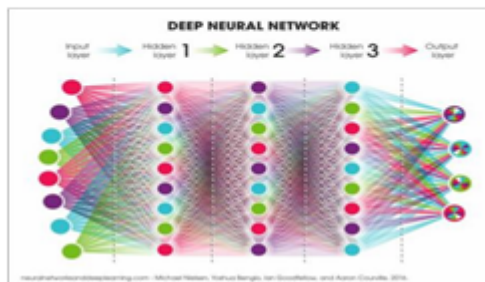 DEEP NEURAL NETWORK
Input layer Hidden layer 1 Hidden layer 2 Hidden layer 3 Output layer
neuralnetworksanddeeplearning.com - Michael Nielsen, Yoshua Bengio, Ian Goodfellow, and Aaron Courville, 2016.